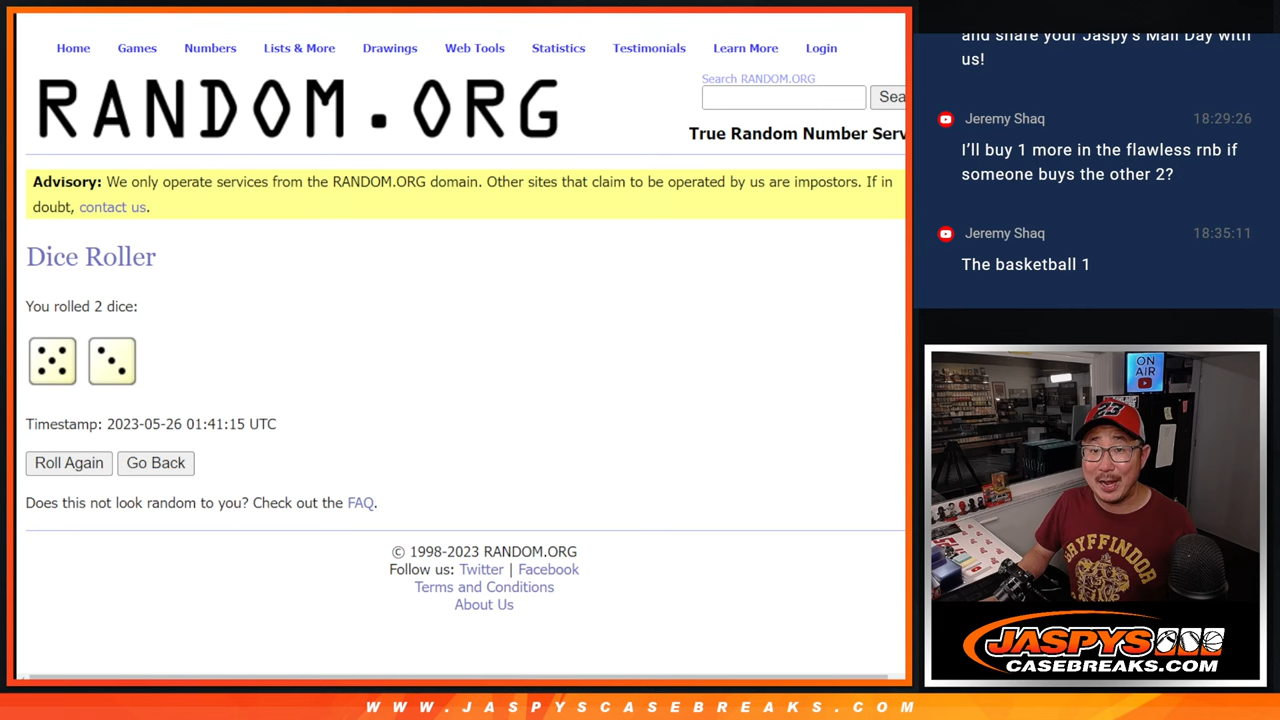 Home Games Numbers Lists & More Drawings Web Tools Statistics Testimonials Learn More Login
RANDOM.ORG
Search RANDOM.ORG
Sea
True Random Number Serv
Advisory: We only operate services from the RANDOM.ORG domain. Other sites that claim to be operated by us are impostors. If in
doubt, contact us.
Dice Roller
You rolled 2 dice:
Timestamp: 2023-05-26 01:41:15 UTC
Roll Again Go Back
Does this not look random to you? Check out the FAQ.
© 1998-2023 RANDOM.ORG
Follow us: Twitter | Facebook
Terms and Conditions
About Us
and share your Jaspy's Mail Day with
us!
Jeremy Shaq 18:29:26
I'll buy 1 more in the flawless rnb if
someone buys the other 2?
Jeremy Shaq 18:35:11
The basketball 1
ON
AIR
GRYFFINDOR
JASPYS
CASEBREAKS.COM
WWW.JASPYSCASEBREAKS.COM